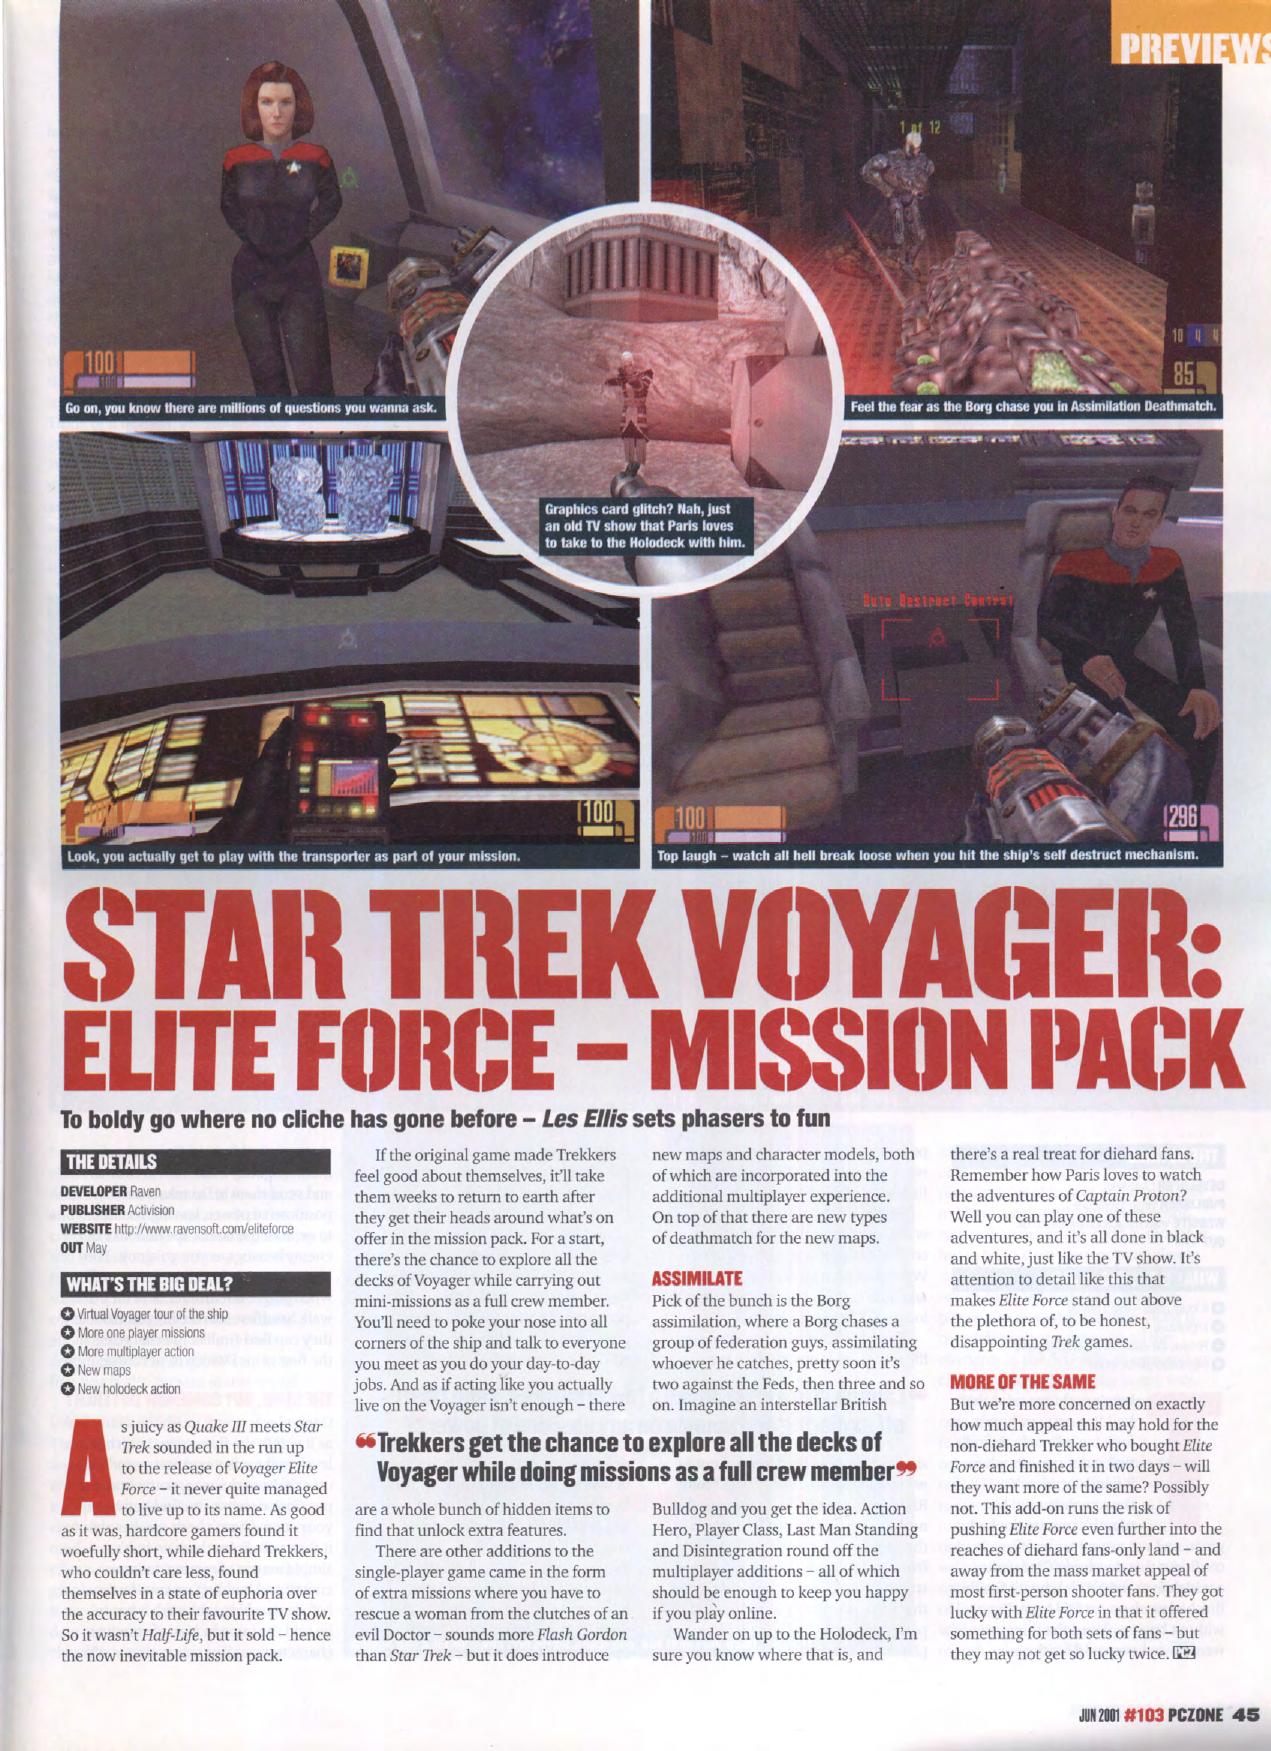 PREVIEWS
1 of 12
100
100
10 4 4
85
Go on, you know there are millions of questions you wanna ask.
Feel the fear as the Borg chase you in Assimilation Deathmatch.
Graphics card glitch? Nah, just
an old TV show that Paris loves
to take to the Holodeck with him.
Auto Destruct Control
100
100
100
296
Look, you actually get to play with the transporter as part of your mission.
Top laugh – watch all hell break loose when you hit the ship's self destruct mechanism.
STAR TREK VOYAGER:
ELITE FORCE – MISSION PACK
To boldy go where no cliche has gone before – Les Ellis sets phasers to fun
THE DETAILS
DEVELOPER Raven
PUBLISHER Activision
WEBSITE http://www.ravensoft.com/eliteforce
OUT May
WHAT'S THE BIG DEAL?
Virtual Voyager tour of the ship
More one player missions
More multiplayer action
New maps
New holodeck action
As juicy as Quake III meets Star
Trek sounded in the run up
to the release of Voyager Elite
Force – it never quite managed
to live up to its name. As good
as it was, hardcore gamers found it
woefully short, while diehard Trekkers,
who couldn't care less, found
themselves in a state of euphoria over
the accuracy to their favourite TV show.
So it wasn't Half-Life, but it sold – hence
the now inevitable mission pack.
If the original game made Trekkers
feel good about themselves, it'll take
them weeks to return to earth after
they get their heads around what's on
offer in the mission pack. For a start,
there's the chance to explore all the
decks of Voyager while carrying out
mini-missions as a full crew member.
You'll need to poke your nose into all
corners of the ship and talk to everyone
you meet as you do your day-to-day
jobs. And as if acting like you actually
live on the Voyager isn't enough – there
“Trekkers get the chance to explore all the decks of
Voyager while doing missions as a full crew member”
are a whole bunch of hidden items to
find that unlock extra features.
There are other additions to the
single-player game came in the form
of extra missions where you have to
rescue a woman from the clutches of an
evil Doctor – sounds more Flash Gordon
than Star Trek – but it does introduce
new maps and character models, both
of which are incorporated into the
additional multiplayer experience.
On top of that there are new types
of deathmatch for the new maps.
ASSIMILATE
Pick of the bunch is the Borg
assimilation, where a Borg chases a
group of federation guys, assimilating
whoever he catches, pretty soon it's
two against the Feds, then three and so
on. Imagine an interstellar British
Bulldog and you get the idea. Action
Hero, Player Class, Last Man Standing
and Disintegration round off the
multiplayer additions – all of which
should be enough to keep you happy
if you play online.
Wander on up to the Holodeck, I'm
sure you know where that is, and
there's a real treat for diehard fans.
Remember how Paris loves to watch
the adventures of Captain Proton?
Well you can play one of these
adventures, and it's all done in black
and white, just like the TV show. It's
attention to detail like this that
makes Elite Force stand out above
the plethora of, to be honest,
disappointing Trek games.
MORE OF THE SAME
But we're more concerned on exactly
how much appeal this may hold for the
non-diehard Trekker who bought Elite
Force and finished it in two days – will
they want more of the same? Possibly
not. This add-on runs the risk of
pushing Elite Force even further into the
reaches of diehard fans-only land – and
away from the mass market appeal of
most first-person shooter fans. They got
lucky with Elite Force in that it offered
something for both sets of fans – but
they may not get so lucky twice. PCZ
JUN 2001 #103 PCZONE 45